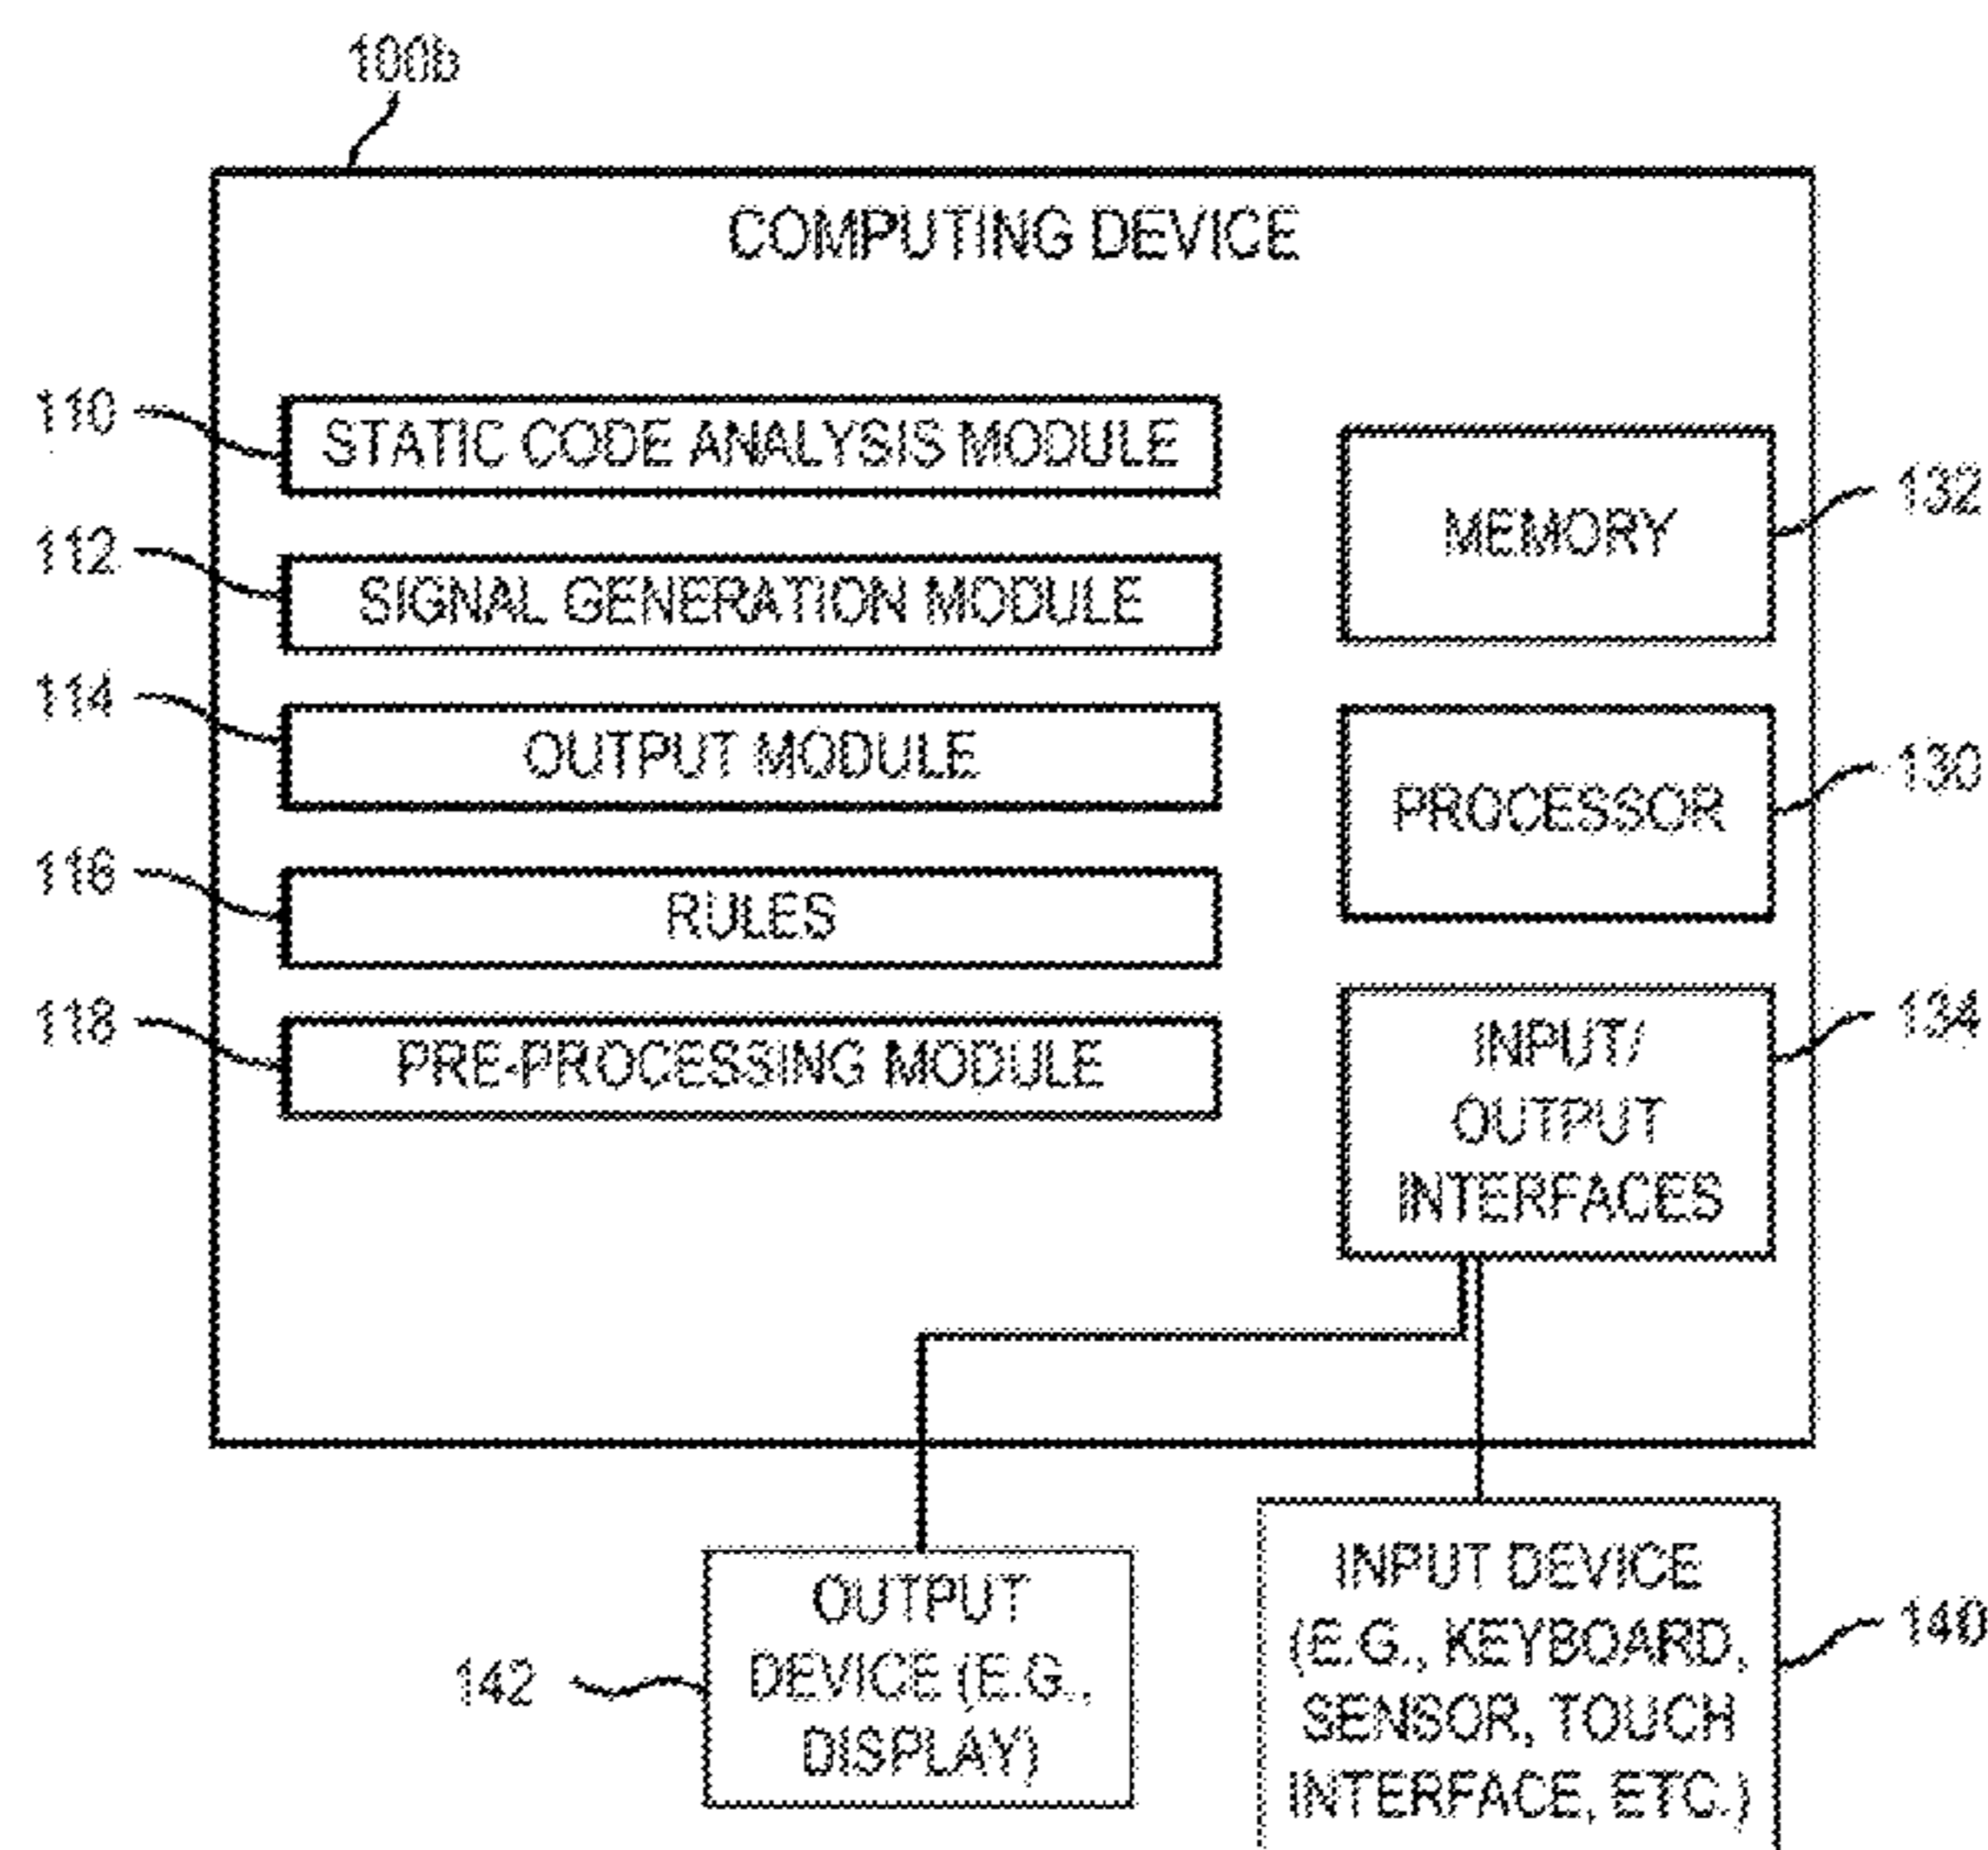 100b
COMPUTING DEVICE
110
STATIC CODE ANALYSIS MODULE
112
SIGNAL GENERATION MODULE
114
OUTPUT MODULE
116
RULES
118
PRE-PROCESSING MODULE
MEMORY
132
PROCESSOR
130
INPUT/
OUTPUT
INTERFACES
134
142
OUTPUT
DEVICE (E.G.,
DISPLAY)
INPUT DEVICE
(E.G., KEYBOARD,
SENSOR, TOUCH
INTERFACE, ETC.)
140